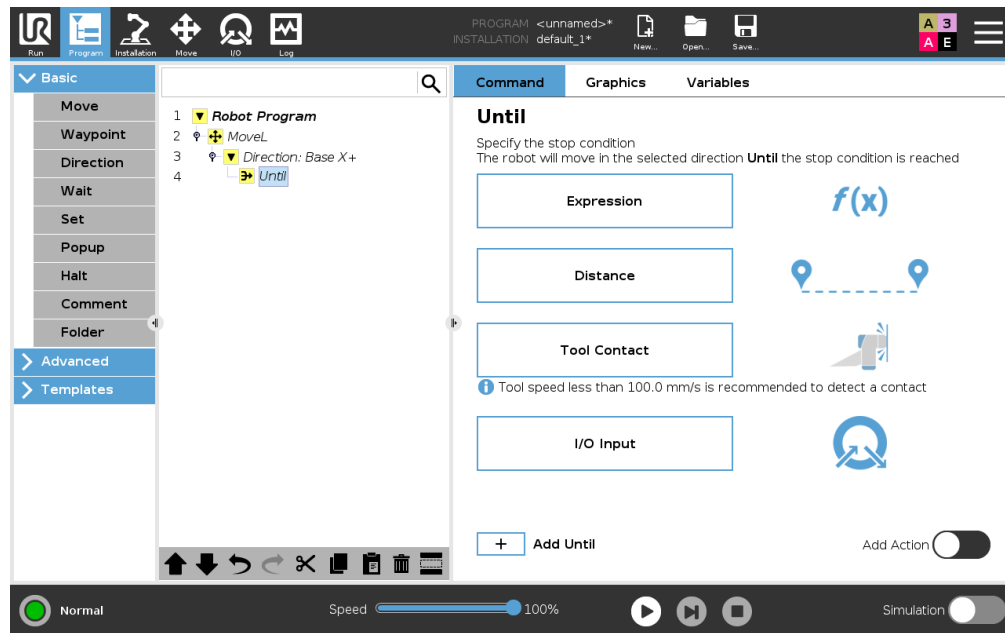 UR
Run
Program
Installation
Move
I/O
Log
PROGRAM <unnamed>*
INSTALLATION default_1*
New...
Open...
Save...
A 3
A E
Basic
Move
Waypoint
Direction
Wait
Set
Popup
Halt
Comment
Folder
Advanced
Templates
1 Robot Program
2 MoveL
3 Direction: Base X+
4 Until
Command Graphics Variables
Until
Specify the stop condition
The robot will move in the selected direction Until the stop condition is reached
Expression
f(x)
Distance
Tool Contact
Tool speed less than 100.0 mm/s is recommended to detect a contact
I/O Input
+ Add Until
Add Action
Normal
Speed 100%
Simulation